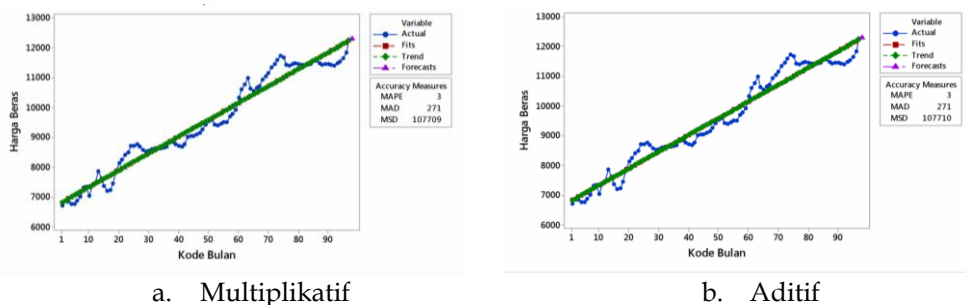 13000
12000
11000
10000
9000
8000
7000
6000
Harga Beras
1 10 20 30 40 50 60 70 80 90
Kode Bulan
Variable
Actual
Fits
Trend
Forecasts
Accuracy Measures
MAPE 3
MAD 271
MSD 107709
a. Multiplikatif
13000
12000
11000
10000
9000
8000
7000
6000
Harga Beras
1 10 20 30 40 50 60 70 80 90
Kode Bulan
Variable
Actual
Fits
Trend
Forecasts
Accuracy Measures
MAPE 3
MAD 271
MSD 107710
b. Aditif